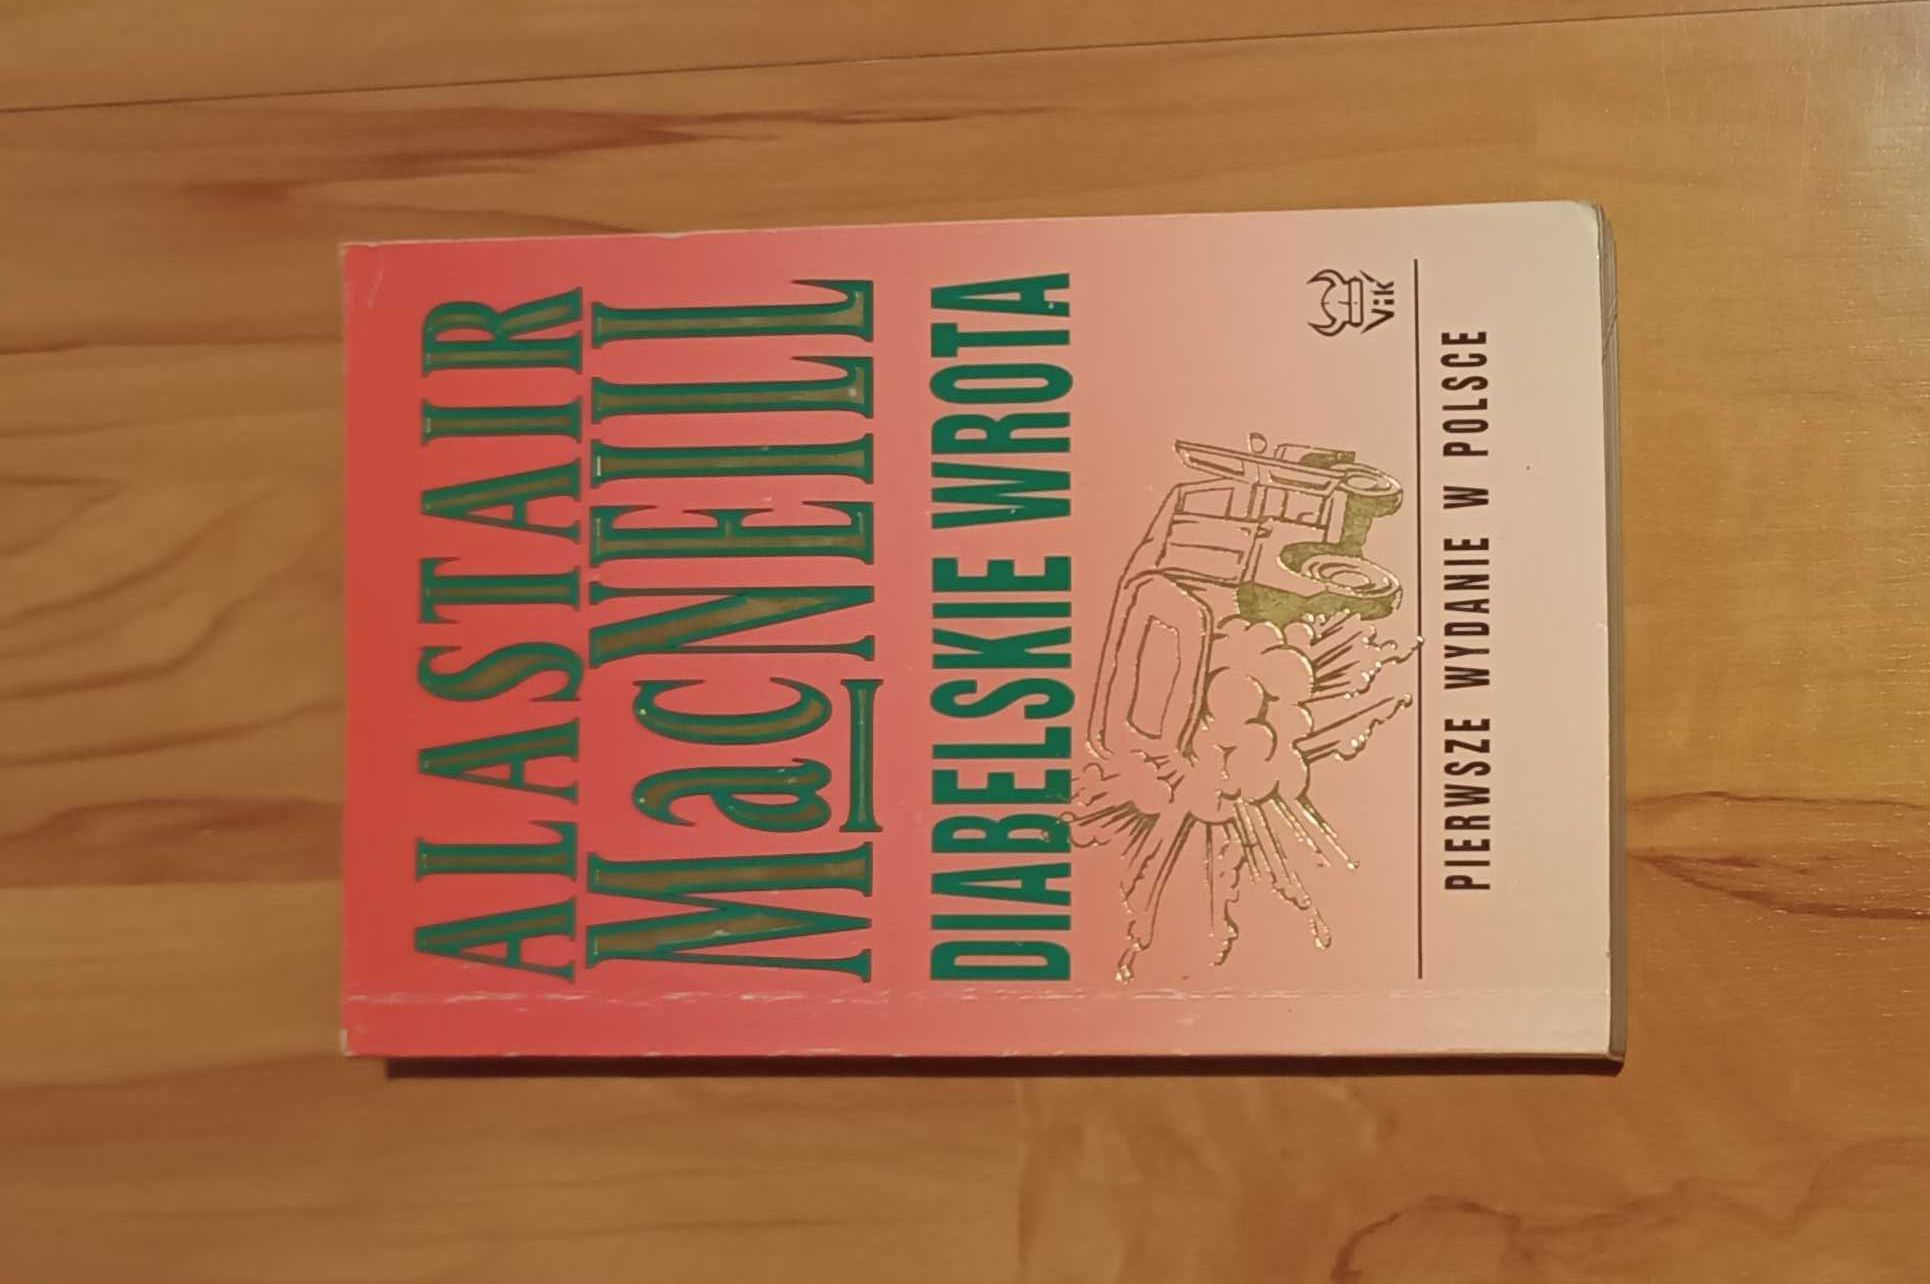 ALASTAIR
MacNEILL
DIABELSKIE WROTA
Vik
PIERWSZE WYDANIE W POLSCE